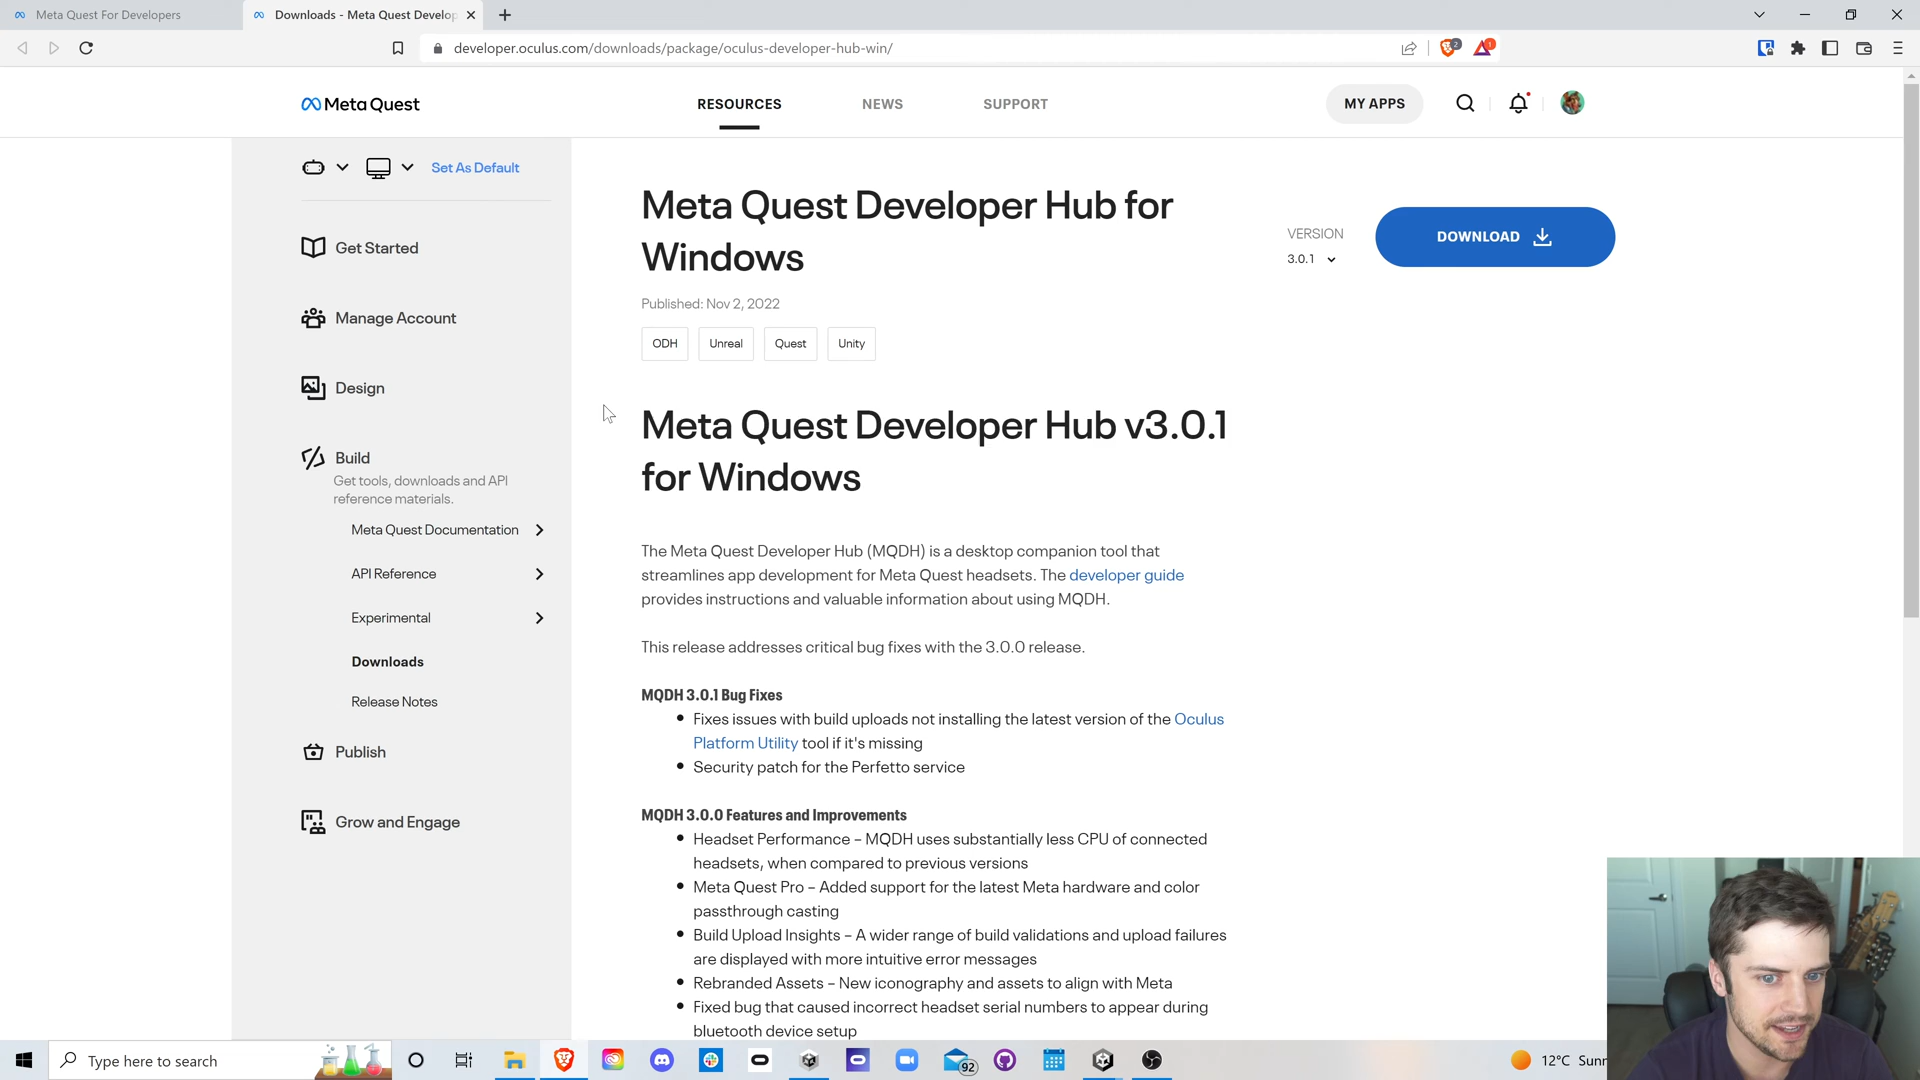 Meta Quest For Developers
Downloads - Meta Quest Develop
developer.oculus.com/downloads/package/oculus-developer-hub-win/
2
1
Meta Quest
RESOURCES
NEWS
SUPPORT
MY APPS
Set As Default
Get Started
Manage Account
Design
Build
Get tools, downloads and API
reference materials.
Meta Quest Documentation
API Reference
Experimental
Downloads
Release Notes
Publish
Grow and Engage
Meta Quest Developer Hub for
Windows
VERSION
3.0.1
DOWNLOAD
Published: Nov 2, 2022
ODH
Unreal
Quest
Unity
Meta Quest Developer Hub v3.0.1
for Windows
The Meta Quest Developer Hub (MQDH) is a desktop companion tool that
streamlines app development for Meta Quest headsets. The developer guide
provides instructions and valuable information about using MQDH.
This release addresses critical bug fixes with the 3.0.0 release.
MQDH 3.0.1 Bug Fixes
Fixes issues with build uploads not installing the latest version of the Oculus
Platform Utility tool if it's missing
Security patch for the Perfetto service
MQDH 3.0.0 Features and Improvements
Headset Performance – MQDH uses substantially less CPU of connected
headsets, when compared to previous versions
Meta Quest Pro – Added support for the latest Meta hardware and color
passthrough casting
Build Upload Insights – A wider range of build validations and upload failures
are displayed with more intuitive error messages
Rebranded Assets – New iconography and assets to align with Meta
Fixed bug that caused incorrect headset serial numbers to appear during
bluetooth device setup
Type here to search
92
12°C Sunn